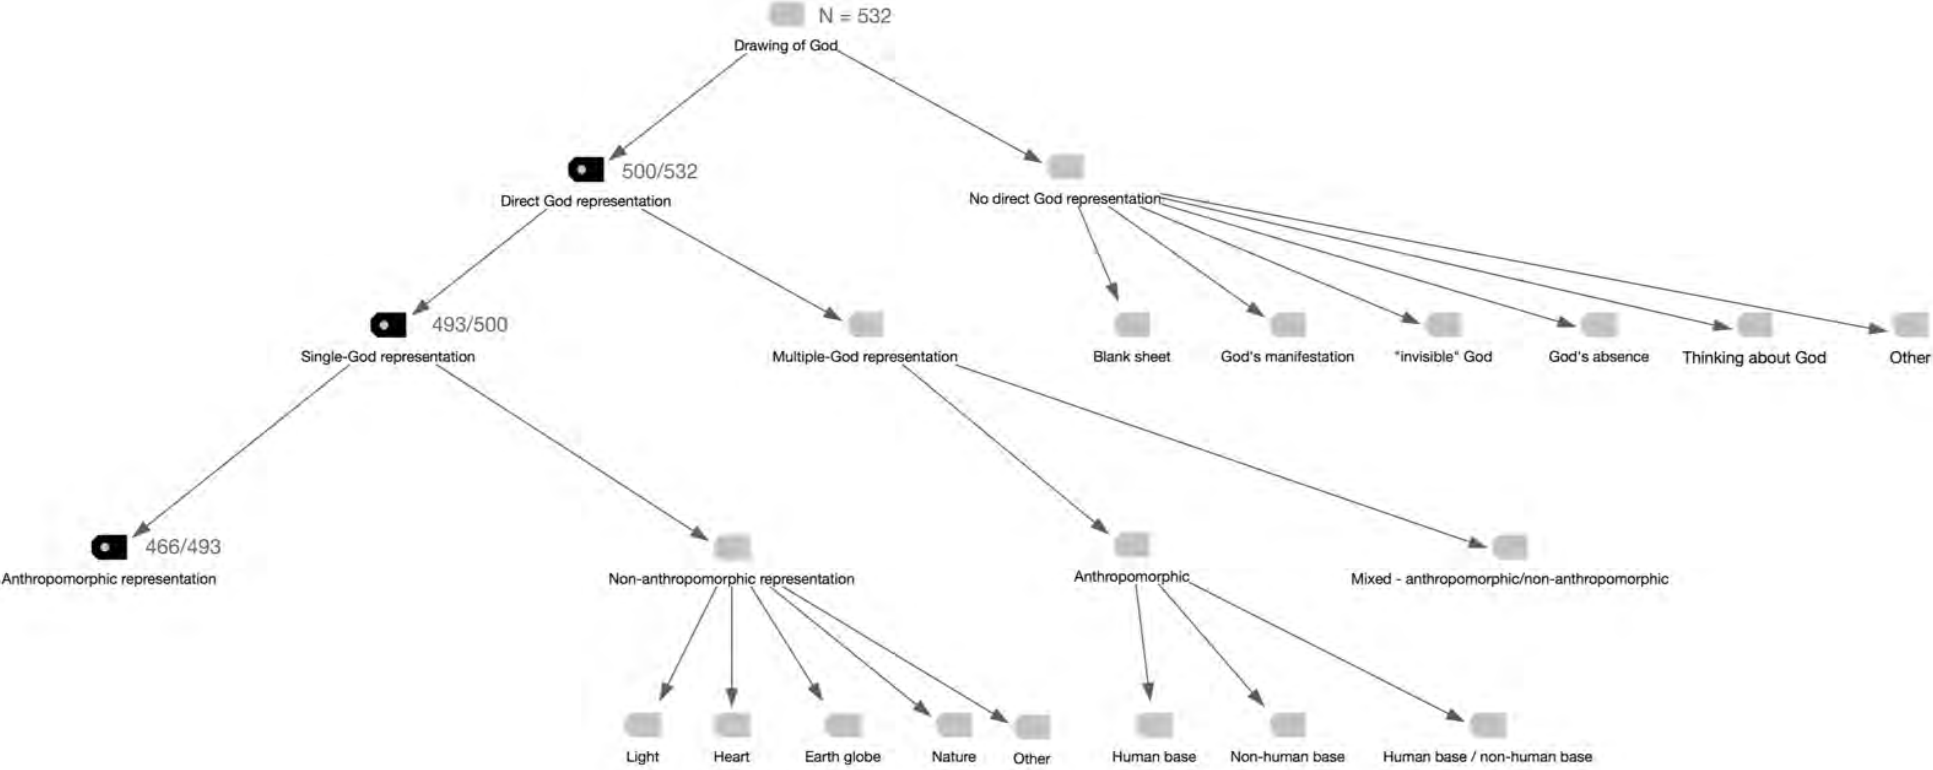 N = 532
Drawing of God
500/532
Direct God representation
No direct God representation
493/500
Single-God representation
Multiple-God representation
Blank sheet
God's manifestation
"invisible" God
God's absence
Thinking about God
Other
466/493
Anthropomorphic representation
Non-anthropomorphic representation
Anthropomorphic
Mixed - anthropomorphic/non-anthropomorphic
Light
Heart
Earth globe
Nature
Other
Human base
Non-human base
Human base / non-human base